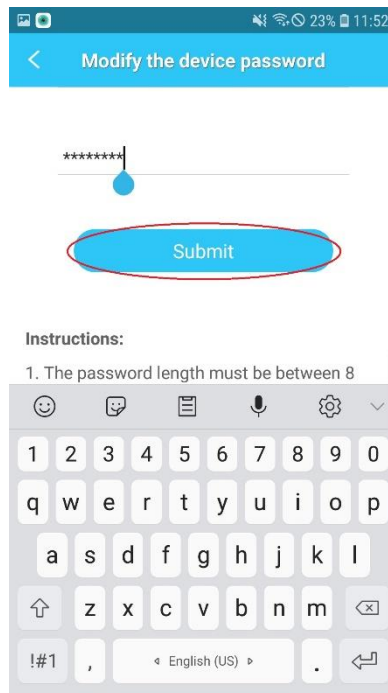 23% 11:52
Modify the device password
********
Submit
Instructions:
1. The password length must be between 8
1 2 3 4 5 6 7 8 9 0
q w e r t y u i o p
a s d f g h j k l
z x c v b n m
!#1 , English (US) .